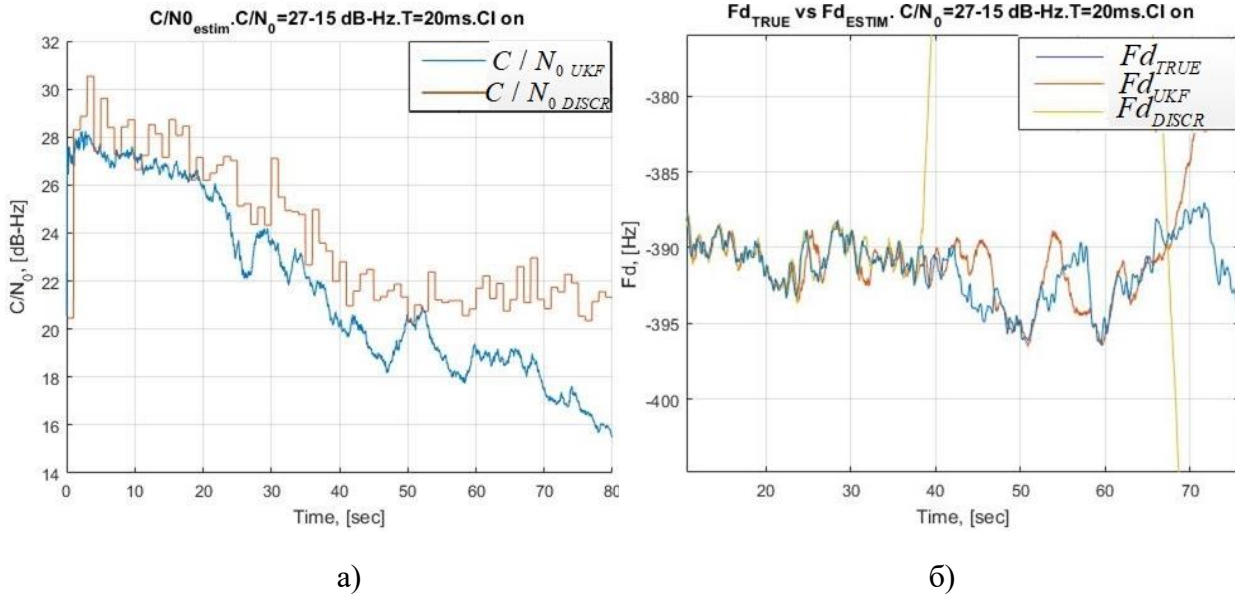 C/N0estim.C/N0=27-15 dB-Hz.T=20ms.CI on
C/N0, [dB-Hz]
32
30
28
26
24
22
20
18
16
14
0 10 20 30 40 50 60 70 80
Time, [sec]
C / N0 UKF
C / N0 DISCR
а)
FdTRUE vs FdESTIM. C/N0=27-15 dB-Hz.T=20ms.CI on
Fd, [Hz]
-380
-385
-390
-395
-400
20 30 40 50 60 70
Time, [sec]
FdTRUE
FdUKF
FdDISCR
б)